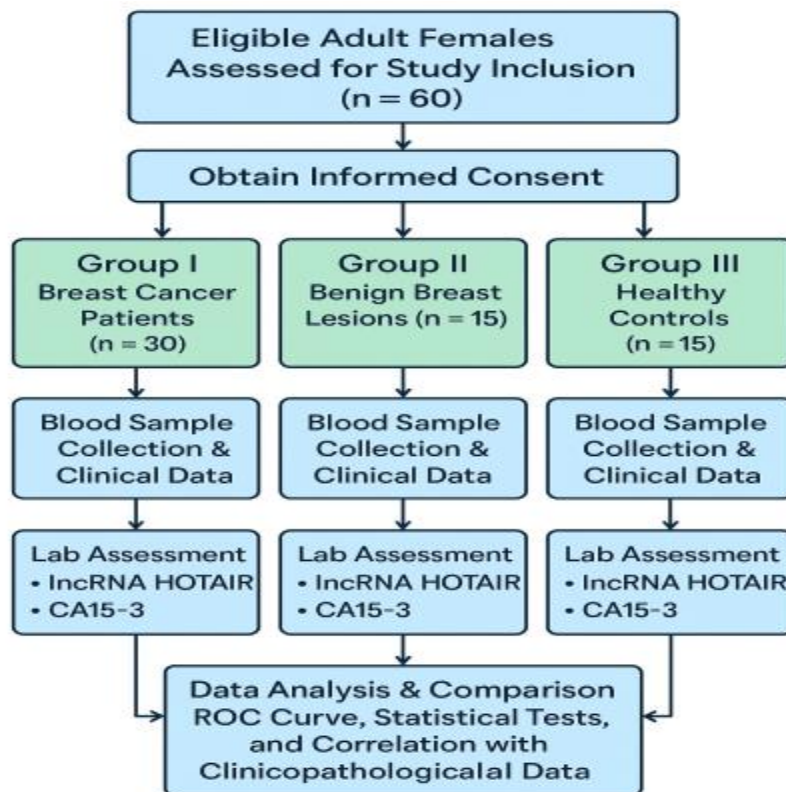 Eligible Adult Females
Assessed for Study Inclusion
(n = 60)
Obtain Informed Consent
Group I
Breast Cancer
Patients
(n = 30)
Group II
Benign Breast
Lesions (n = 15)
Group III
Healthy
Controls
(n = 15)
Blood Sample
Collection &
Clinical Data
Blood Sample
Collection &
Clinical Data
Blood Sample
Collection &
Clinical Data
Lab Assessment
• lncRNA HOTAIR
• CA15-3
Lab Assessment
• lncRNA HOTAIR
• CA15-3
Lab Assessment
• lncRNA HOTAIR
• CA15-3
Data Analysis & Comparison
ROC Curve, Statistical Tests,
and Correlation with
Clinicopathologicalal Data